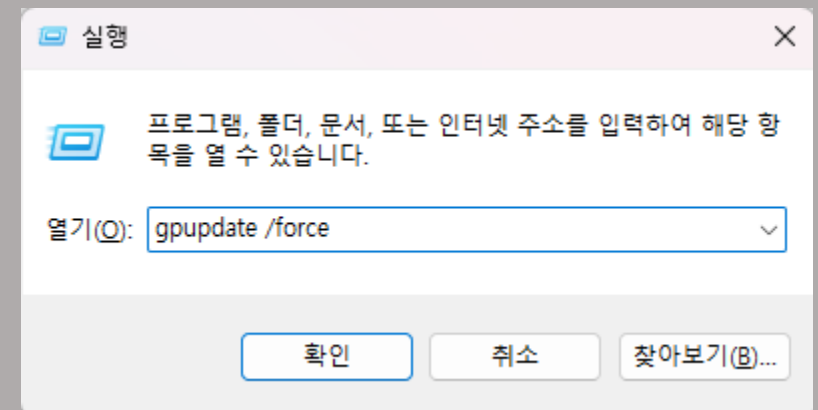 실행
프로그램, 폴더, 문서, 또는 인터넷 주소를 입력하여 해당 항
목을 열 수 있습니다.
열기(O): gpupdate /force
확인 취소 찾아보기(B)...